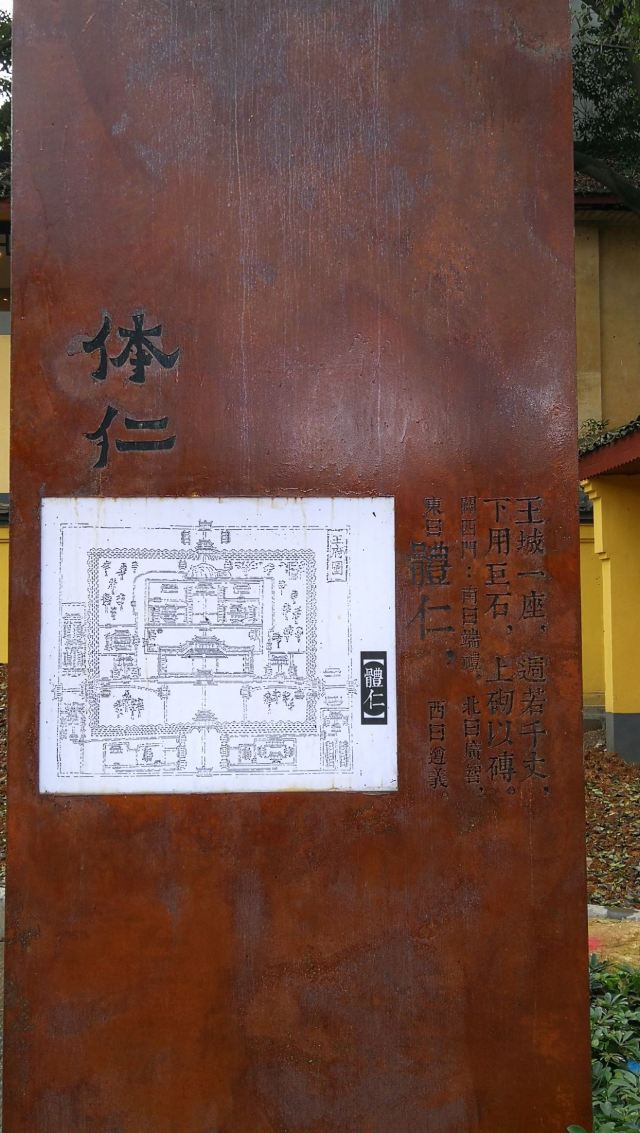 体仁
王城一座，週若千丈，
下用巨石，上砌以磚。
闢四門：南曰端禮。北曰廣智，
東曰體仁，西曰遵義。
王府圖
【體仁】